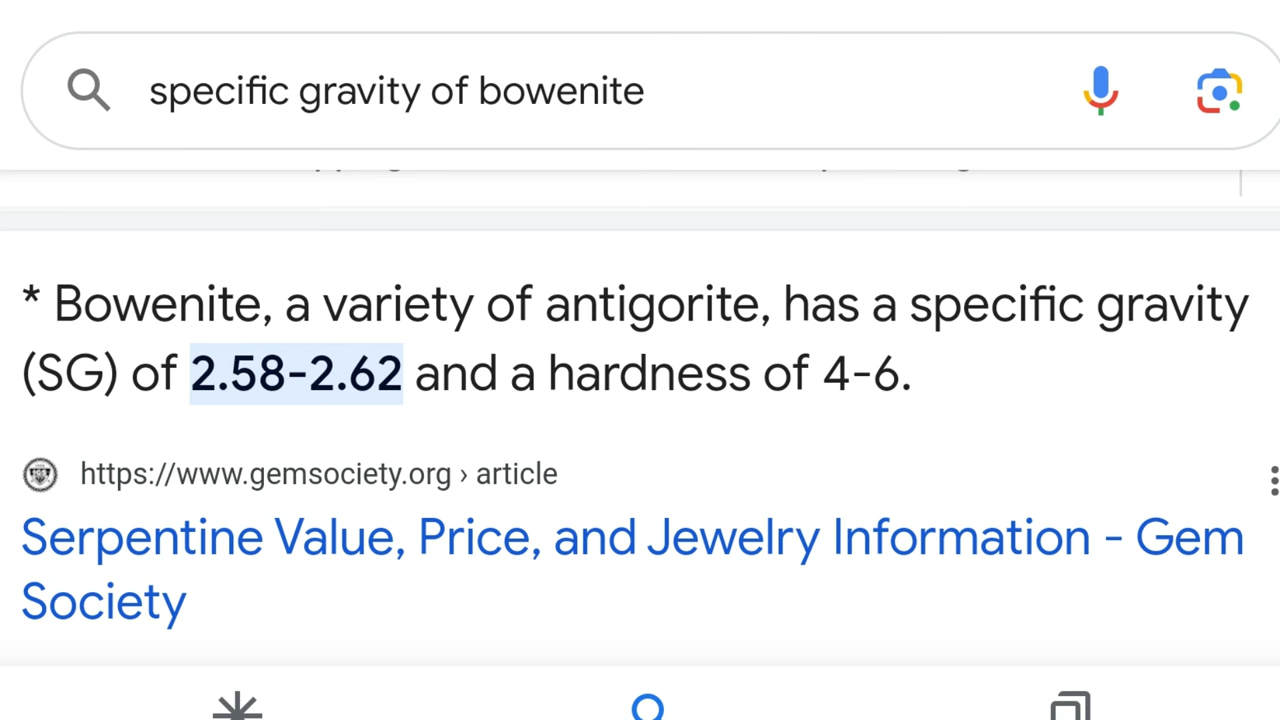 specific gravity of bowenite
* Bowenite, a variety of antigorite, has a specific gravity
(SG) of 2.58-2.62 and a hardness of 4-6.
https://www.gemsociety.org › article
Serpentine Value, Price, and Jewelry Information - Gem
Society